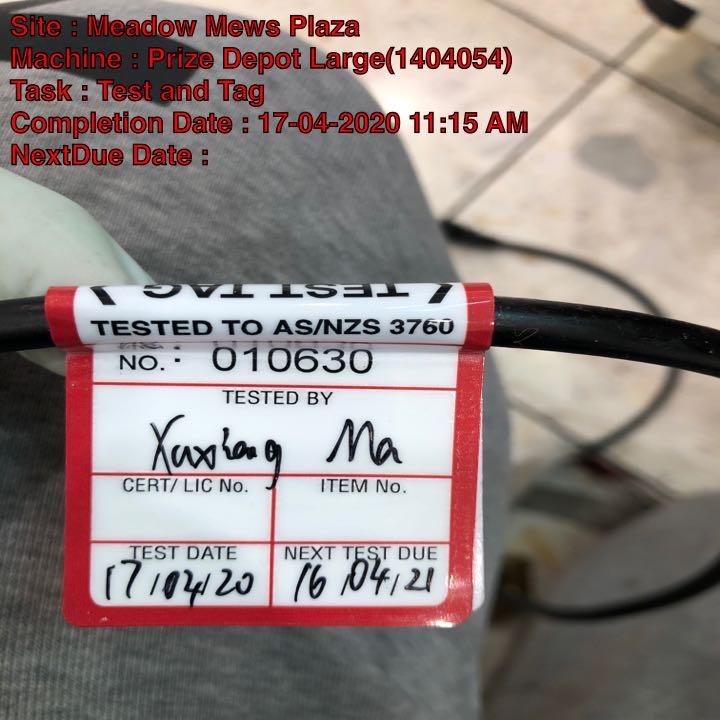 Site : Meadow Mews Plaza
Machine : Prize Depot Large(1404054)
Task : Test and Tag
Completion Date : 17-04-2020 11:15 AM
NextDue Date :
TEST TAG
TESTED TO AS/NZS 3760
NO. : 010630
TESTED BY
Xuxiang Ma
CERT/ LIC No. ITEM No.
TEST DATE NEXT TEST DUE
17/04/20 16/04/21